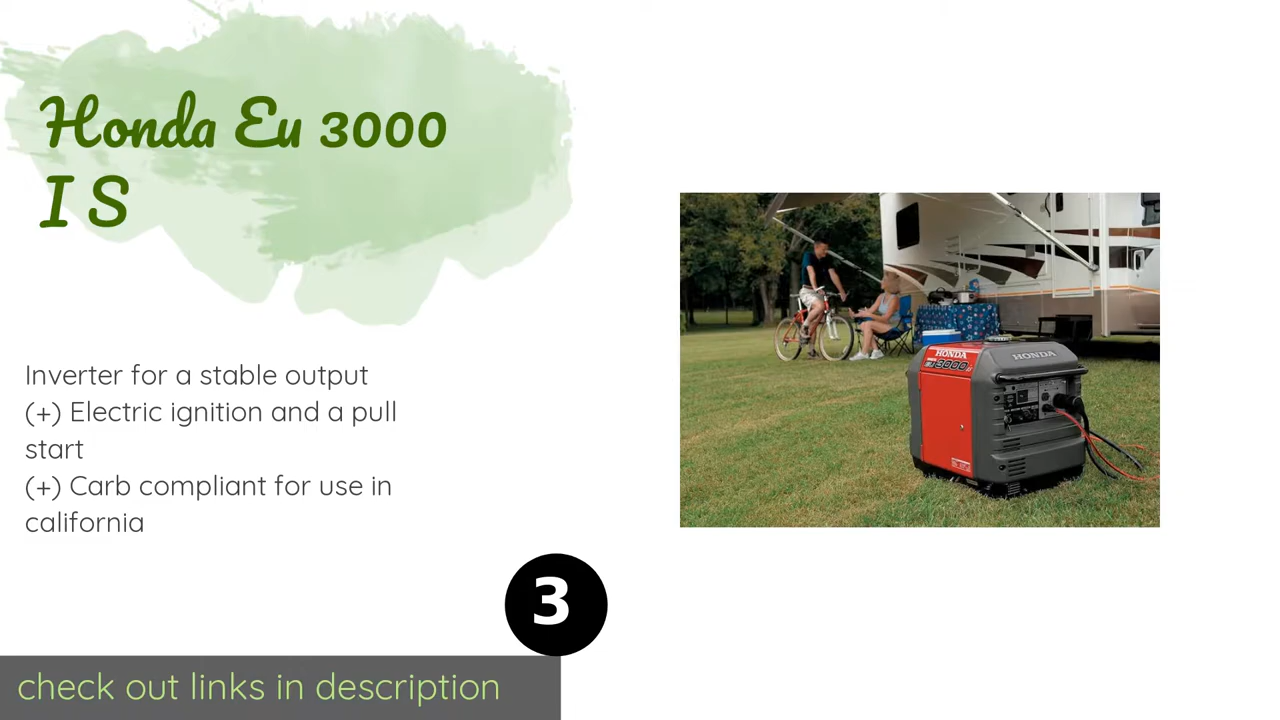 Honda Eu 3000
I S
Inverter for a stable output
(+) Electric ignition and a pull
start
(+) Carb compliant for use in
california
HONDA
HONDA
3000
3
check out links in description